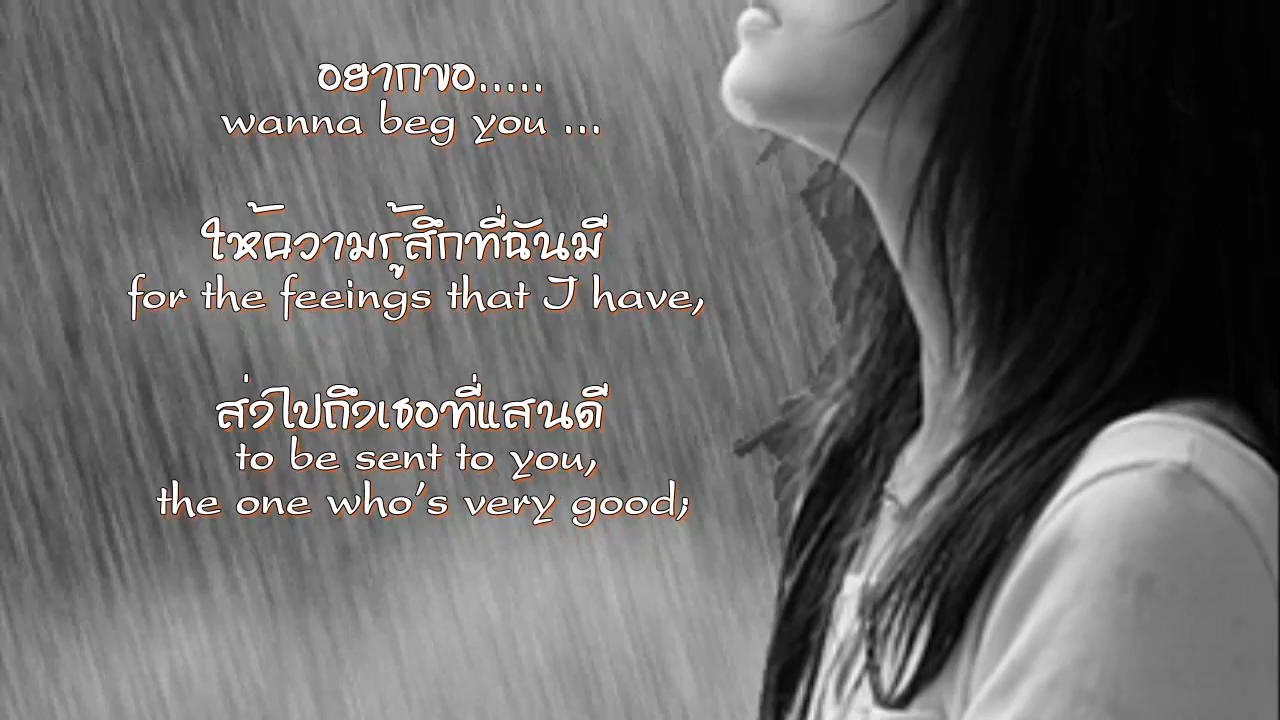 อยากขอ.....
wanna beg you ...
ให้ความรู้สึกที่ฉันมี
for the feeings that I have,
ส่งไปถึงเธอที่แสนดี
to be sent to you,
the one who's very good;